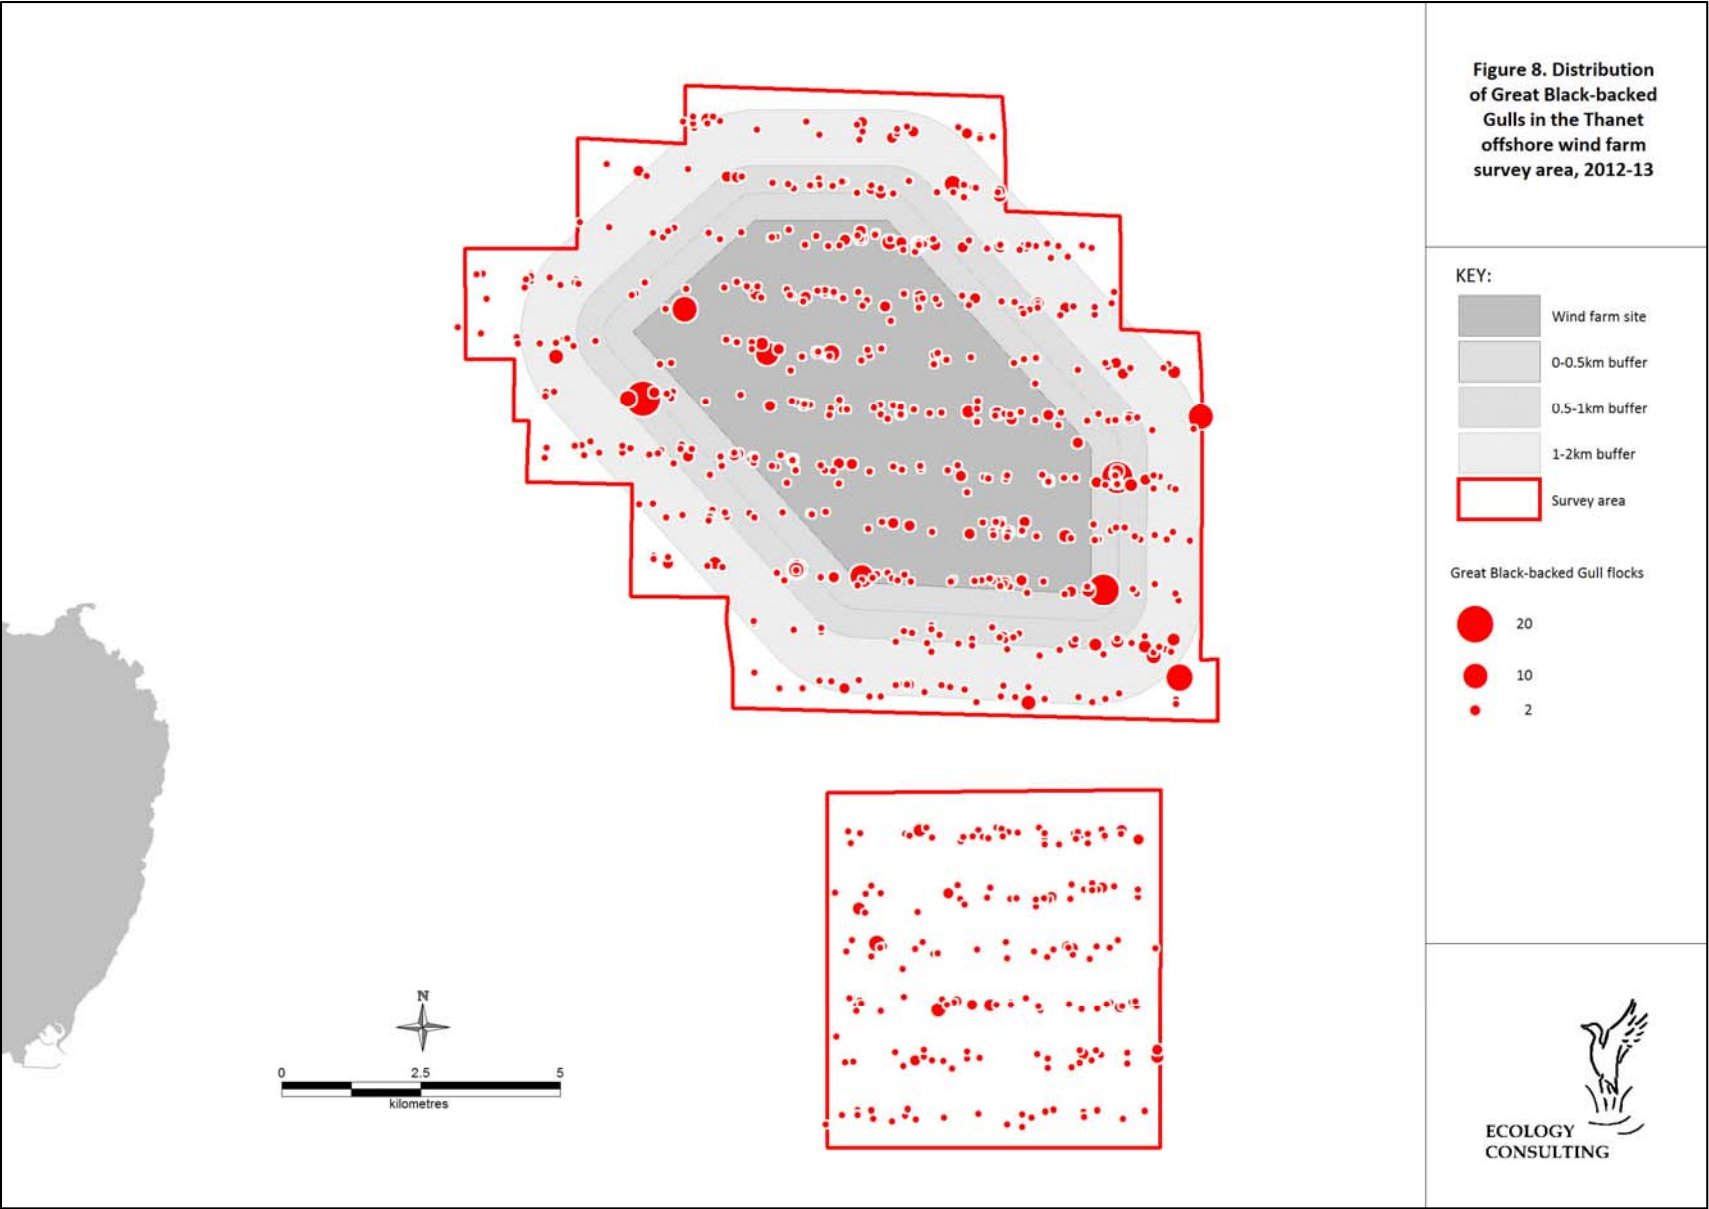 Figure 8. Distribution
of Great Black-backed
Gulls in the Thanet
offshore wind farm
survey area, 2012-13
KEY:
Wind farm site
0-0.5km buffer
0.5-1km buffer
1-2km buffer
Survey area
Great Black-backed Gull flocks
20
10
2
N
0 2.5 5
kilometres
ECOLOGY
CONSULTING